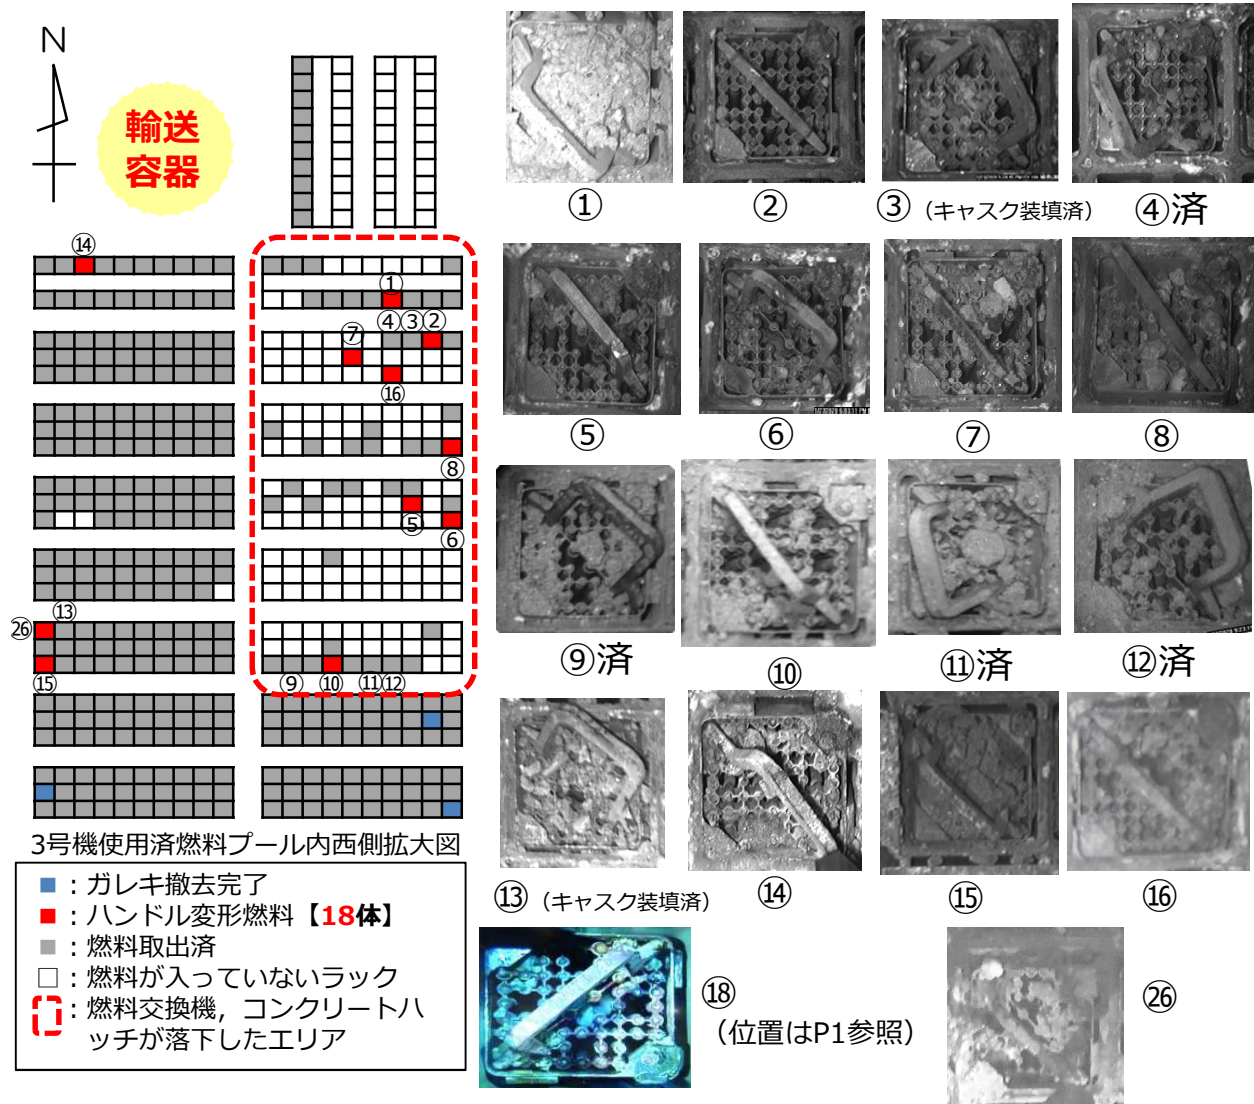 N
輸送
容器
⑭
①
④③②
⑦
⑯
⑧
⑤
⑥
⑬
㉖
⑮
⑨ ⑩ ⑪⑫
3号機使用済燃料プール内西側拡大図
■：ガレキ撤去完了
■：ハンドル変形燃料【18体】
■：燃料取出済
□：燃料が入っていないラック
：燃料交換機，コンクリートハ
ッチが落下したエリア
①
②
③（キャスク装填済）
④済
⑤
⑥
⑦
⑧
⑨済
⑩
⑪済
⑫済
⑬（キャスク装填済）
⑭
⑮
⑯
⑱
（位置はP1参照）
㉖